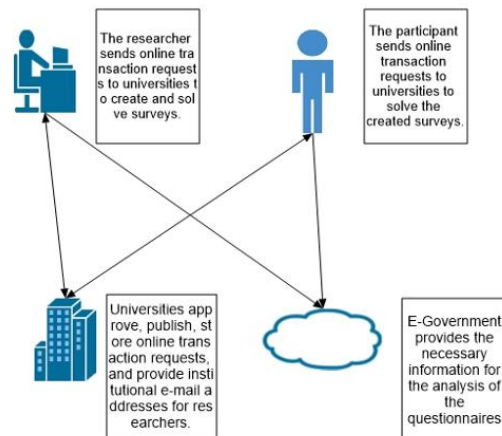 The researcher
sends online tra
nsaction request
s to universities t
o create and sol
ve surveys.
The participant
sends online
transaction
requests to
universities to
solve the
created surveys.
Universities app
rove, publish, st
ore online trans
action requests,
and provide insti
tutional e-mail a
ddresses for res
earchers.
E-Government
provides the
necessary
information for
the analysis of
the
questionnaires